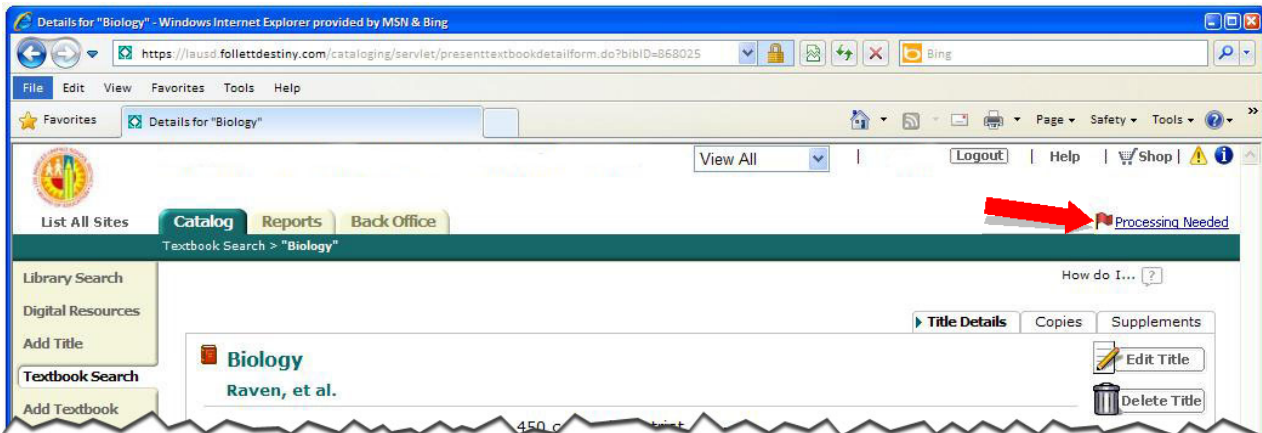 Details for "Biology" - Windows Internet Explorer provided by MSN & Bing
https://lausd.follettdestiny.com/cataloging/servlet/presenttextbookdetailform.do?bibID=868025 Bing
File Edit View Favorites Tools Help
Favorites Details for "Biology" Page Safety Tools
View All | Logout | Help | Shop |
List All Sites Catalog Reports Back Office Processing Needed
Textbook Search > "Biology"
Library Search How do I... ?
Digital Resources
Title Details Copies Supplements
Add Title
Biology Edit Title
Textbook Search
Raven, et al.
Add Textbook Delete Title
450